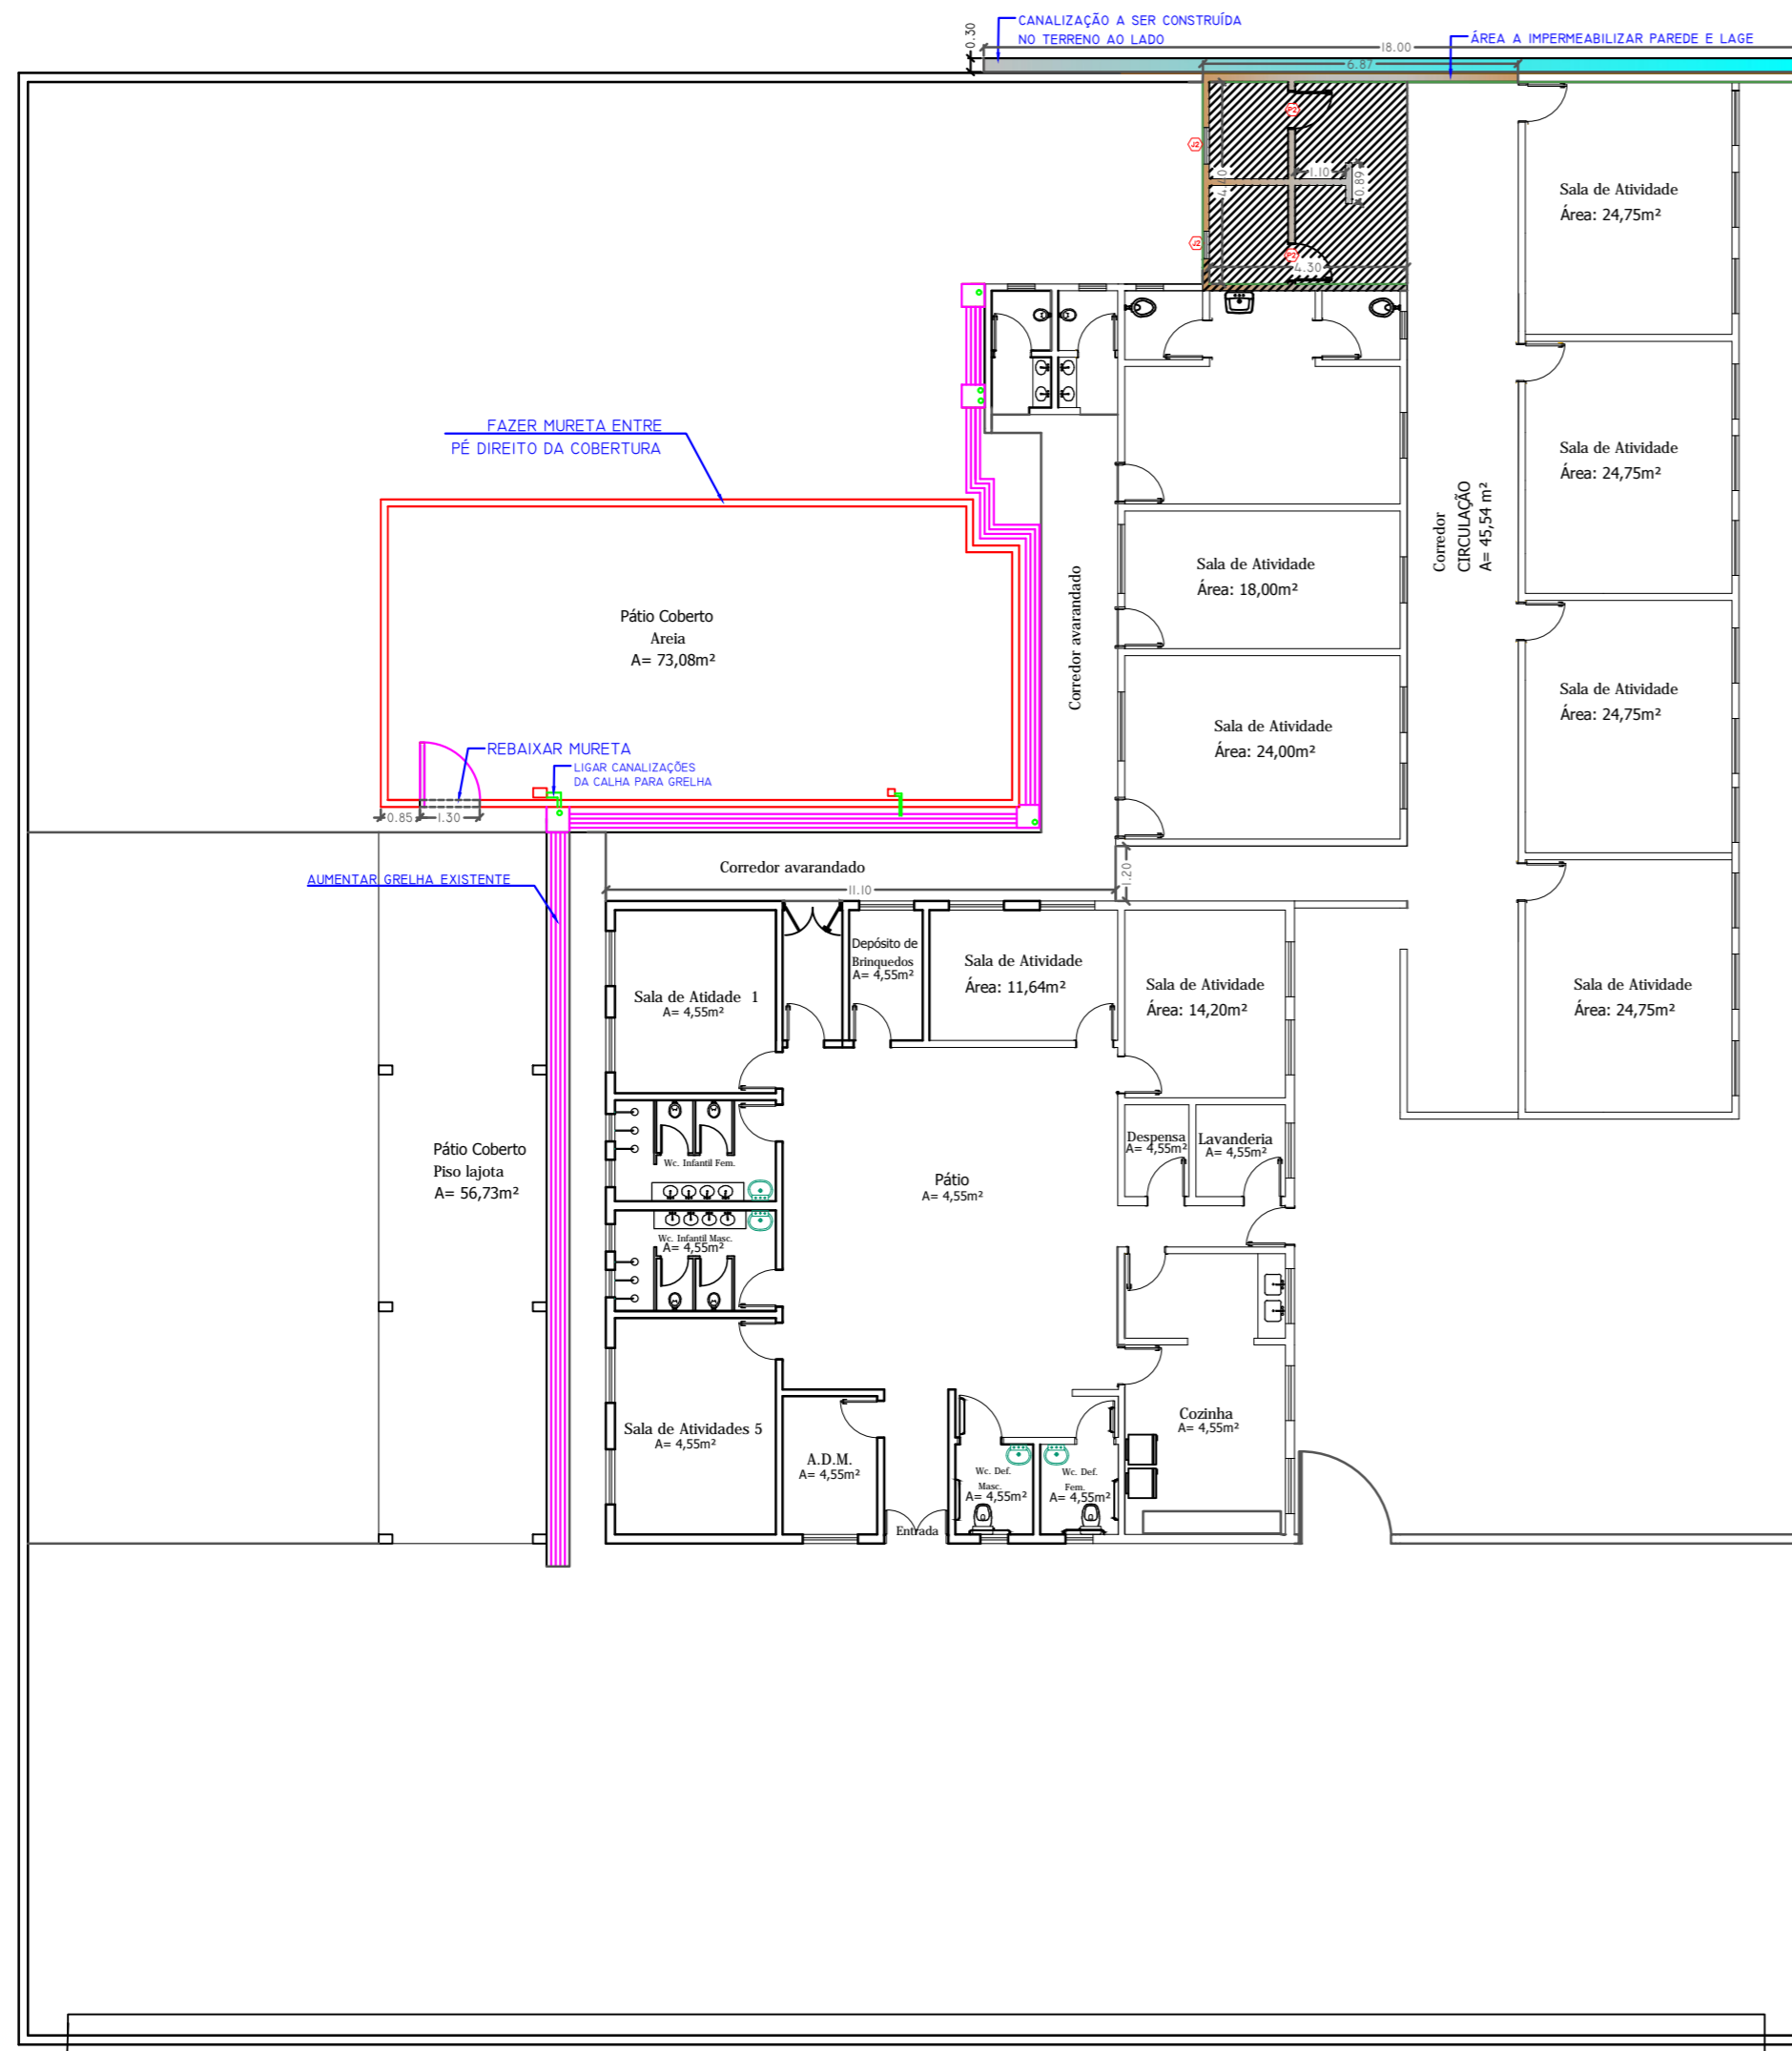 CANALIZAÇÃO A SER CONSTRUÍDA
NO TERRENO AO LADO
0.30
18.00
ÁREA A IMPERMEABILIZAR PAREDE E LAGE
6.87
P2
J2
4.40
1.10
0.89
J2
P2
4.30
Sala de Atividade
Área: 24,75m²
FAZER MURETA ENTRE
PÉ DIREITO DA COBERTURA
Sala de Atividade
Área: 24,75m²
Corredor
CIRCULAÇÃO
A= 45,54 m²
Corredor avarandado
Sala de Atividade
Área: 18,00m²
Pátio Coberto
Areia
A= 73,08m²
Sala de Atividade
Área: 24,75m²
Sala de Atividade
Área: 24,00m²
REBAIXAR MURETA
LIGAR CANALIZAÇÕES
DA CALHA PARA GRELHA
0.85
1.30
Corredor avarandado
11.10
1.20
AUMENTAR GRELHA EXISTENTE
Depósito de
Brinquedos
A= 4,55m²
Sala de Atividade
Área: 11,64m²
Sala de Atividade
Área: 14,20m²
Sala de Atividade
Área: 24,75m²
Sala de Atidade 1
A= 4,55m²
Pátio Coberto
Piso lajota
A= 56,73m²
Wc. Infantil Fem.
Despensa
A= 4,55m²
Lavanderia
A= 4,55m²
Pátio
A= 4,55m²
Wc. Infantil Masc.
A= 4,55m²
Sala de Atividades 5
A= 4,55m²
A.D.M.
A= 4,55m²
Cozinha
A= 4,55m²
Wc. Def.
Masc.
A= 4,55m²
Wc. Def.
Fem.
A= 4,55m²
Entrada